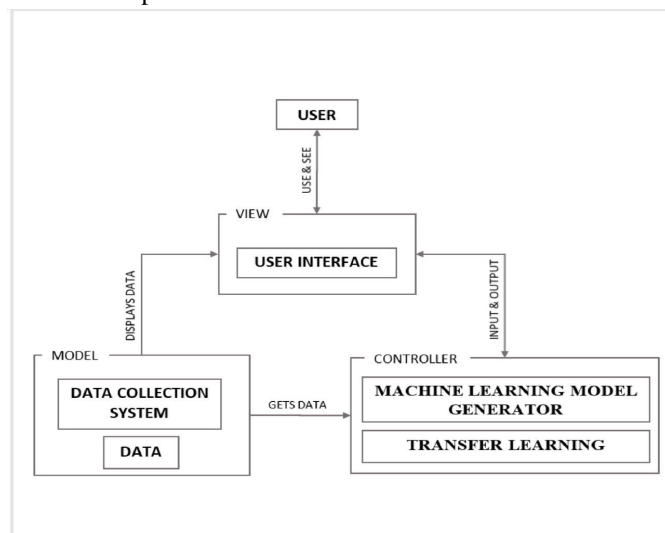 USER
USE & SEE
VIEW
USER INTERFACE
DISPLAYS DATA
INPUT & OUTPUT
MODEL
DATA COLLECTION
SYSTEM
DATA
GETS DATA
CONTROLLER
MACHINE LEARNING MODEL
GENERATOR
TRANSFER LEARNING